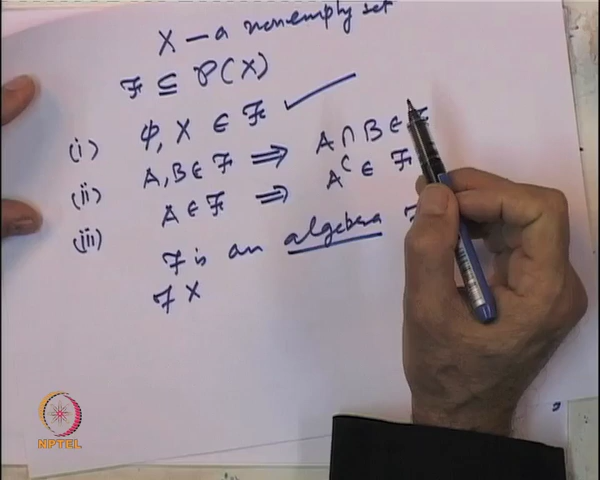 X — a nonempty set
𝓕 ⊆ 𝒫(X)
(i) ϕ, X ∈ 𝓕 ✓
(ii) A, B ∈ 𝓕 ⟹ A ∩ B ∈ 𝓕
(iii) A ∈ 𝓕 ⟹ Aᶜ ∈ 𝓕
𝓕 is an algebra
𝓕 X
NPTEL